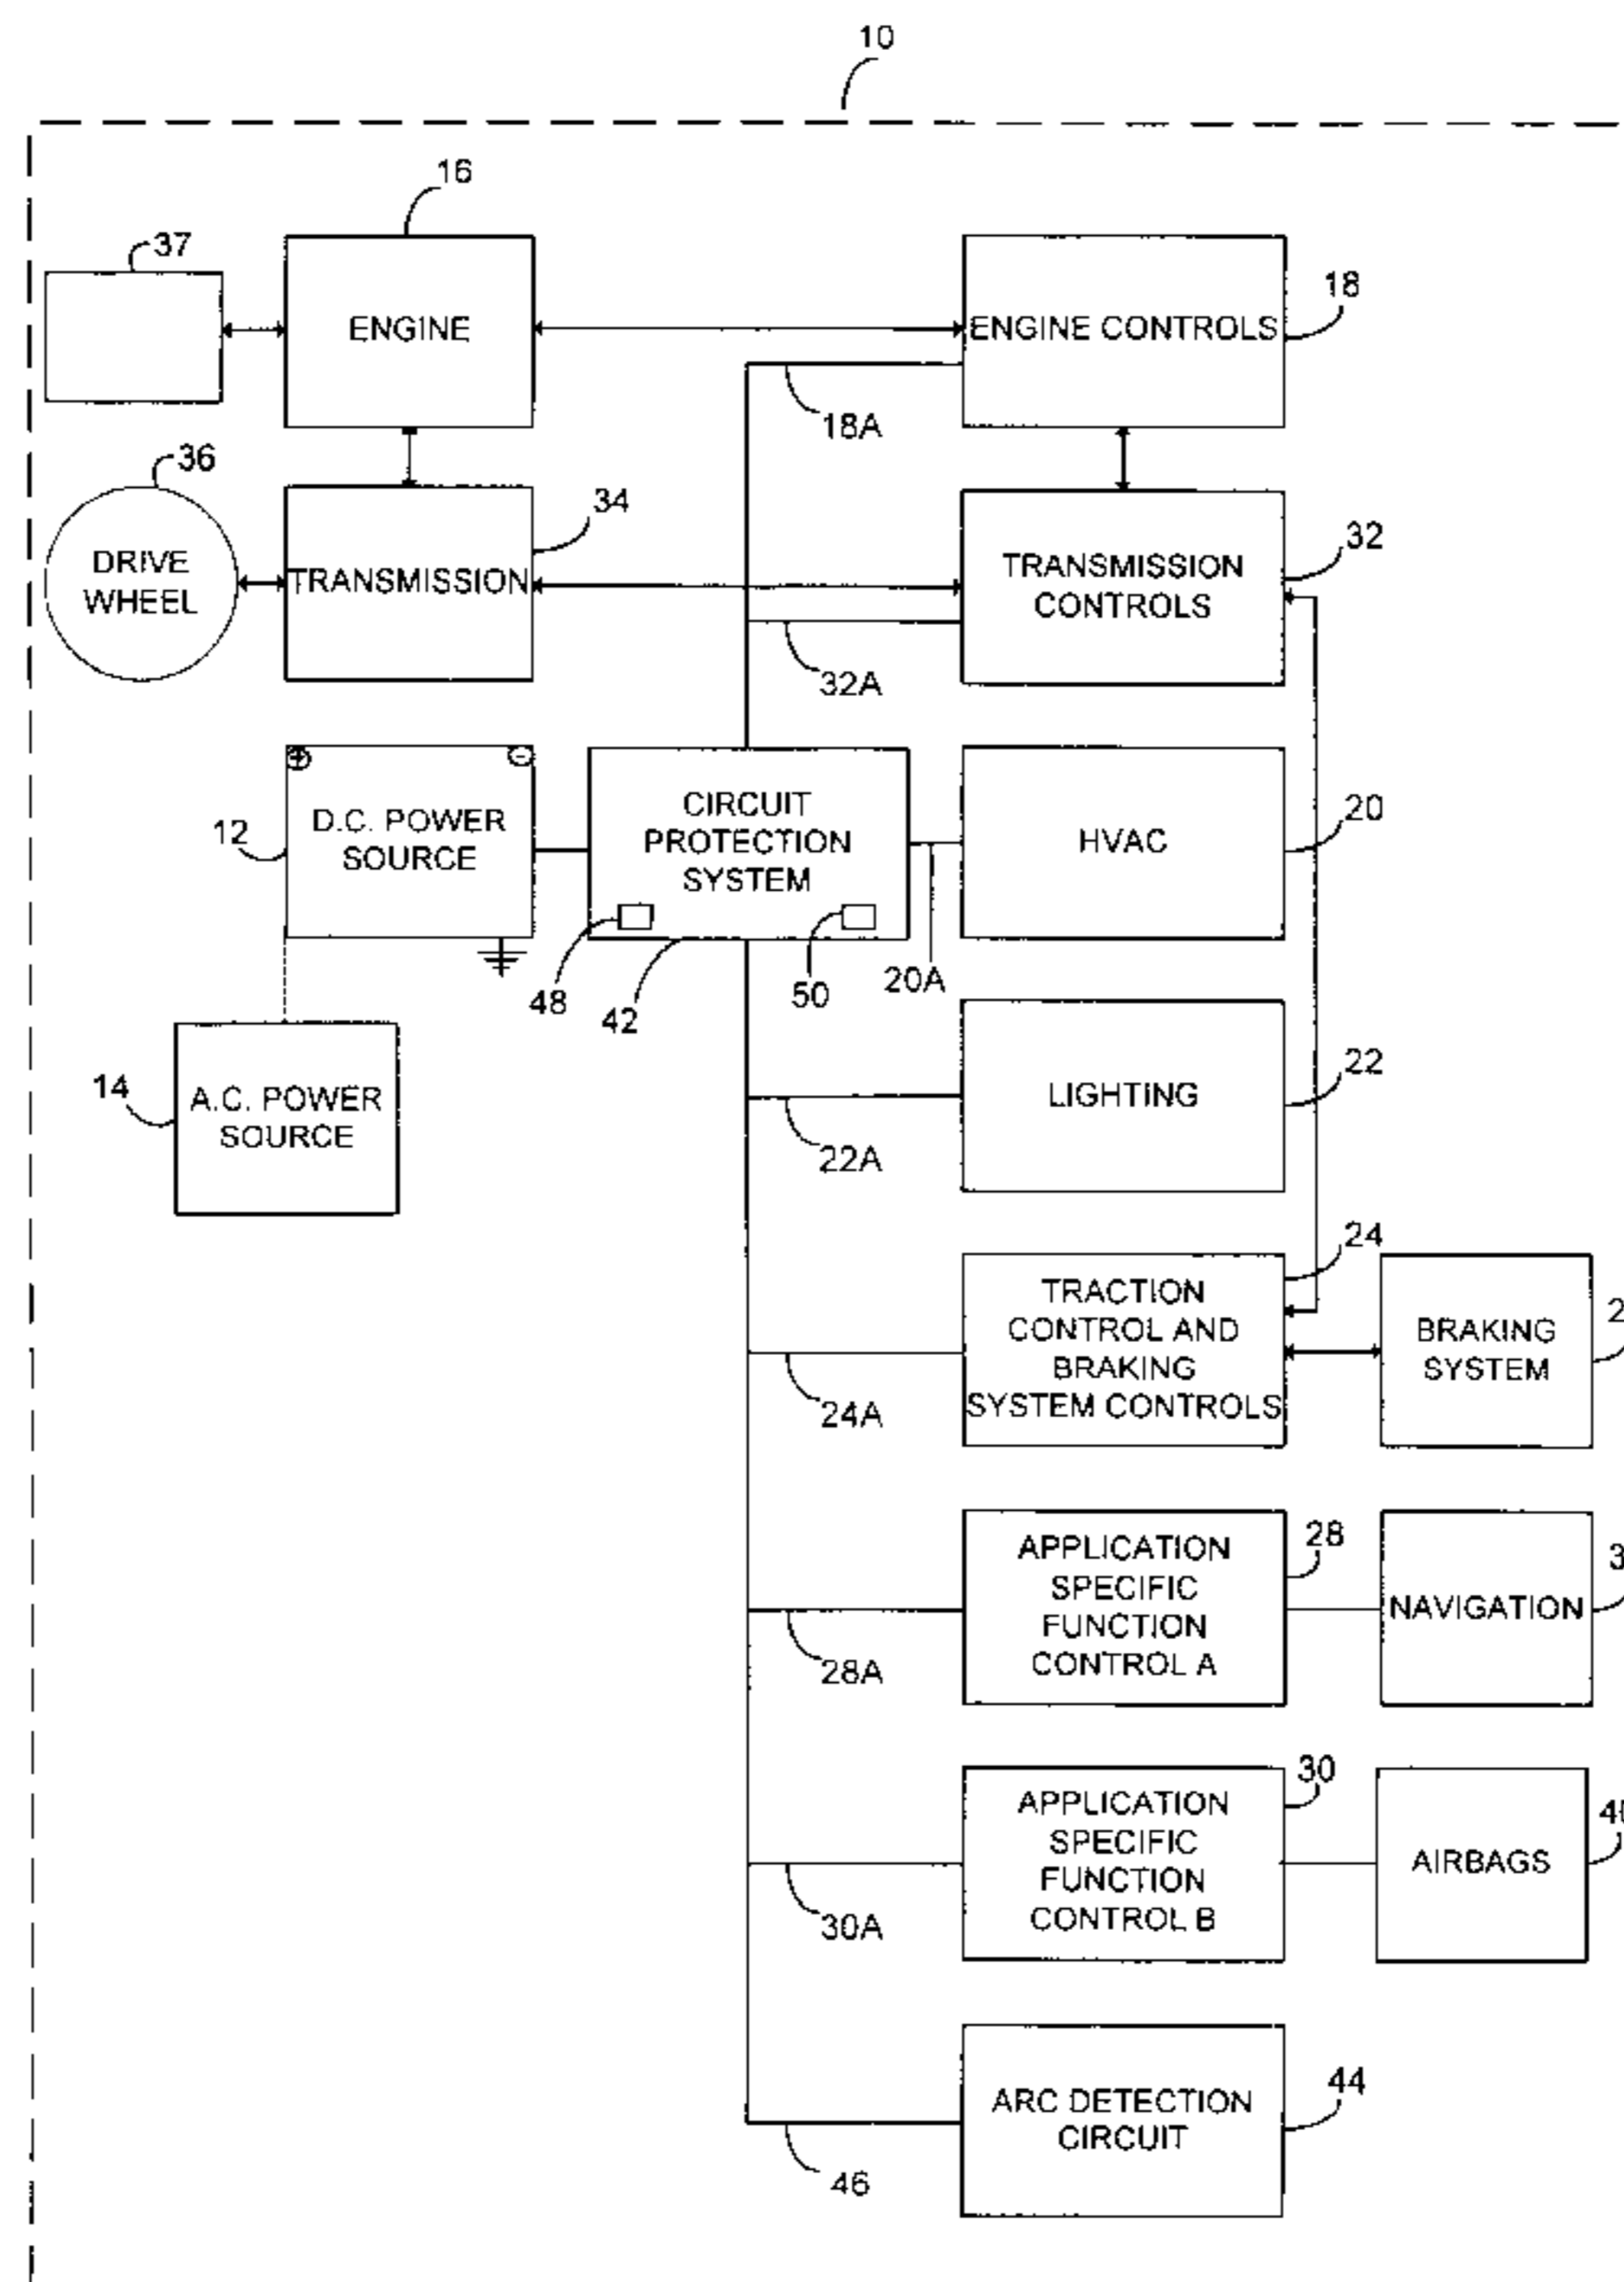 10
16
37
ENGINE
ENGINE CONTROLS
18
18A
36
34
DRIVE
WHEEL
TRANSMISSION
TRANSMISSION
CONTROLS
32
32A
12
D.C. POWER
SOURCE
CIRCUIT
PROTECTION
SYSTEM
HVAC
20
48
42
50
20A
14
A.C. POWER
SOURCE
LIGHTING
22
22A
24
TRACTION
CONTROL AND
BRAKING
SYSTEM CONTROLS
BRAKING
SYSTEM
24A
APPLICATION
SPECIFIC
FUNCTION
CONTROL A
28
NAVIGATION
28A
APPLICATION
SPECIFIC
FUNCTION
CONTROL B
30
AIRBAGS
30A
ARC DETECTION
CIRCUIT
44
46